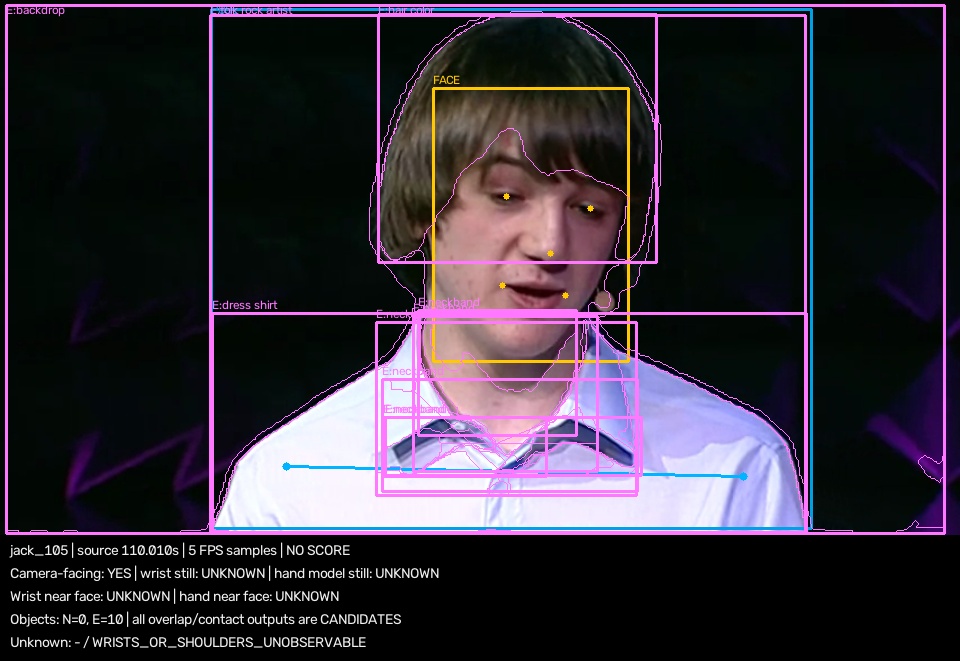 E:backdrop
E:folk rock artist
E:hair color
FACE
E:dress shirt
E:neckband
E:neckband
jack_105 | source 110.010s | 5 FPS samples | NO SCORE
Camera-facing: YES | wrist still: UNKNOWN | hand model still: UNKNOWN
Wrist near face: UNKNOWN | hand near face: UNKNOWN
Objects: N=0, E=10 | all overlap/contact outputs are CANDIDATES
Unknown: - / WRISTS_OR_SHOULDERS_UNOBSERVABLE